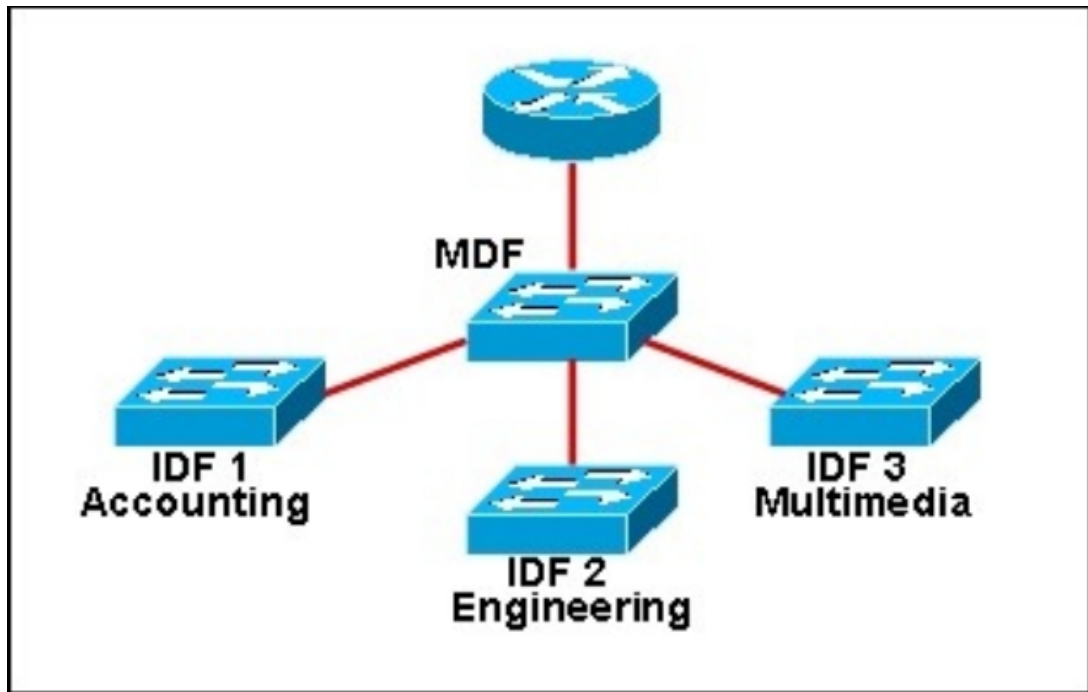 MDF
IDF 1
Accounting
IDF 2
Engineering
IDF 3
Multimedia